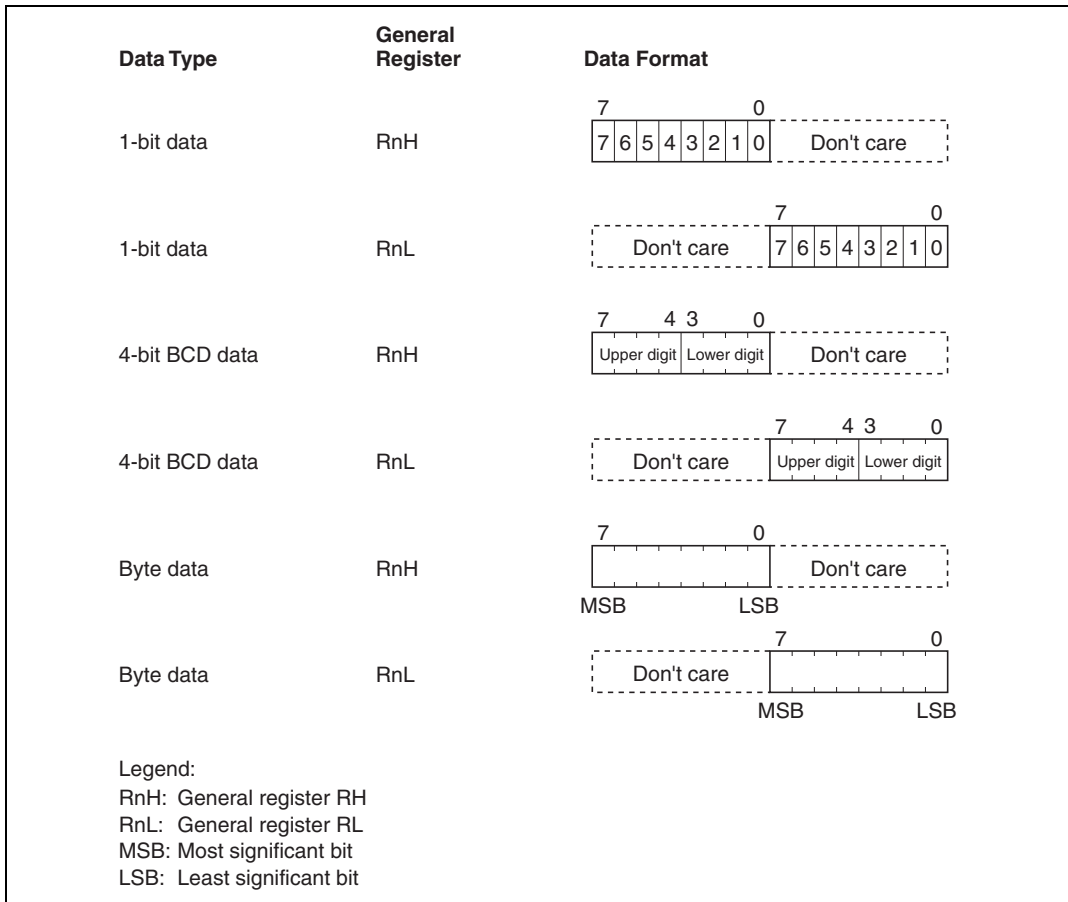 Data Type General Register Data Format
7 0
1-bit data RnH 7 6 5 4 3 2 1 0 Don't care
7 0
1-bit data RnL Don't care 7 6 5 4 3 2 1 0
7 4 3 0
4-bit BCD data RnH Upper digit Lower digit Don't care
7 4 3 0
4-bit BCD data RnL Don't care Upper digit Lower digit
7 0
Byte data RnH Don't care
MSB LSB
7 0
Byte data RnL Don't care
MSB LSB
Legend:
RnH: General register RH
RnL: General register RL
MSB: Most significant bit
LSB: Least significant bit